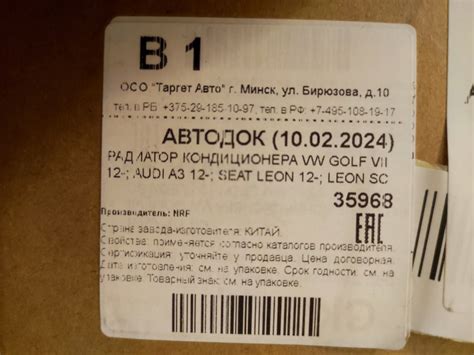 В 1
ООО "Таргет Авто" г. Минск, ул. Бирюзова, д.10
тел. в РБ +375-29-185-10-97, тел. в РФ: +7-495-108-19-17
АВТОДОК (10.02.2024)
РАДИАТОР КОНДИЦИОНЕРА VW GOLF VII
12-; AUDI A3 12-; SEAT LEON 12-; LEON SC
35968
Производитель: NRF
EAC
Страна завода-изготовителя: КИТАЙ.
Свойства: применяется согласно каталогов производителя.
Сертификация: уточняйте у продавца. Цена договорная.
Дата изготовления: см. на упаковке. Срок годности: см. на
упаковке. Товарный знак: см. на упаковке.